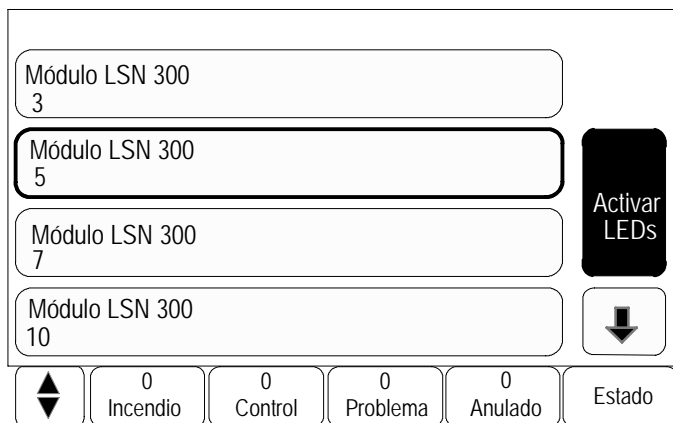 Módulo LSN 300
3
Módulo LSN 300
5
Módulo LSN 300
7
Módulo LSN 300
10
Activar
LEDs
0
Incendio
0
Control
0
Problema
0
Anulado
Estado